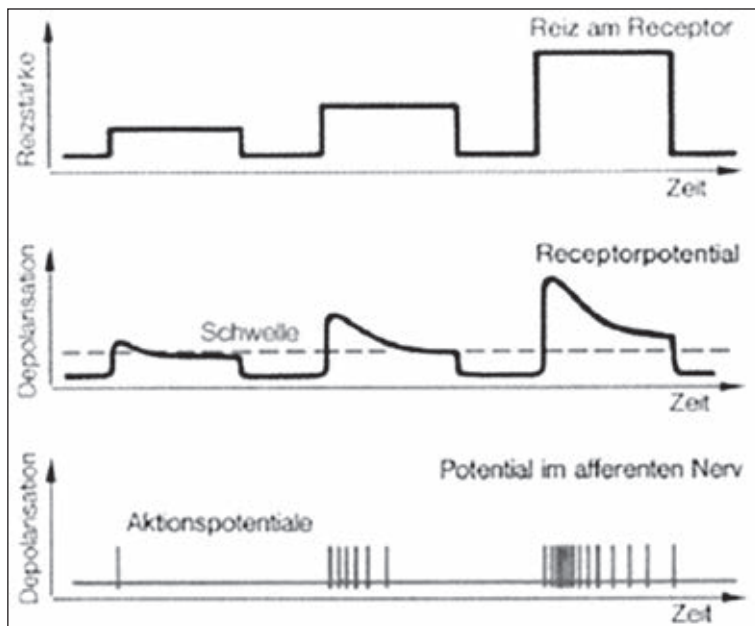 Reiz am Receptor
Reizstärke
Zeit
Receptorpotential
Depolarisation
Schwelle
Zeit
Potential im afferenten Nerv
Aktionspotentiale
Depolarisation
Zeit